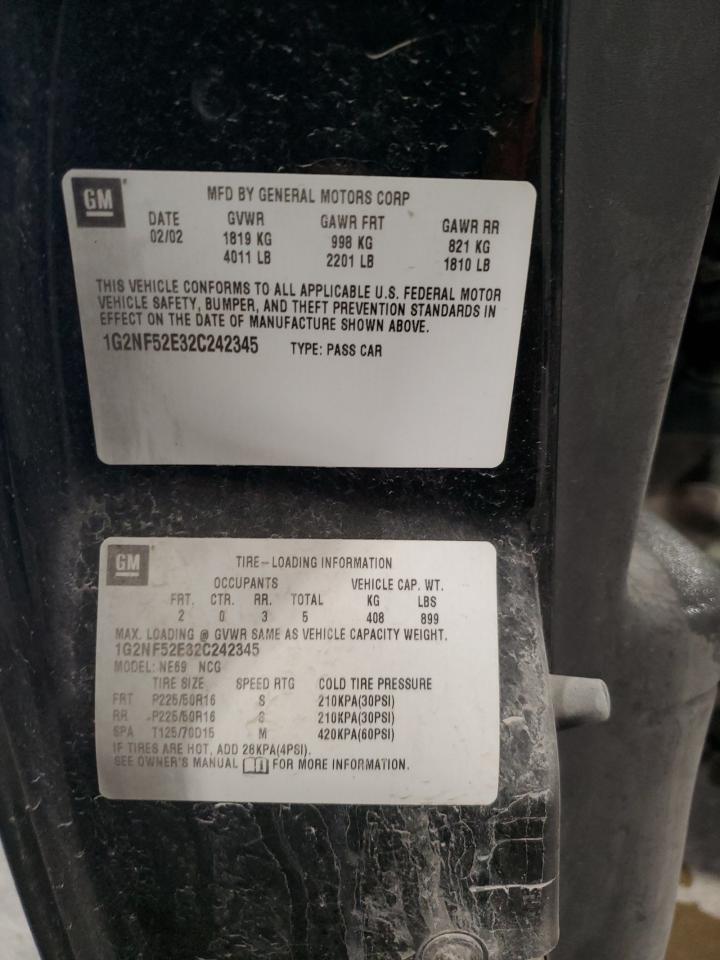 GM
MFD BY GENERAL MOTORS CORP
DATE GVWR GAWR FRT GAWR RR
02/02 1819 KG 998 KG 821 KG
4011 LB 2201 LB 1810 LB
THIS VEHICLE CONFORMS TO ALL APPLICABLE U.S. FEDERAL MOTOR
VEHICLE SAFETY, BUMPER, AND THEFT PREVENTION STANDARDS IN
EFFECT ON THE DATE OF MANUFACTURE SHOWN ABOVE.
1G2NF52E32C242345 TYPE: PASS CAR
GM
TIRE-LOADING INFORMATION
OCCUPANTS VEHICLE CAP. WT.
FRT. CTR. RR. TOTAL KG LBS
2 0 3 5 408 899
MAX. LOADING @ GVWR SAME AS VEHICLE CAPACITY WEIGHT.
1G2NF52E32C242345
MODEL: NE69 NCG
TIRE SIZE SPEED RTG COLD TIRE PRESSURE
FRT P225/50R16 S 210KPA(30PSI)
RR P225/50R16 S 210KPA(30PSI)
SPA T125/70D15 M 420KPA(60PSI)
IF TIRES ARE HOT, ADD 28KPA(4PSI).
SEE OWNER'S MANUAL FOR MORE INFORMATION.